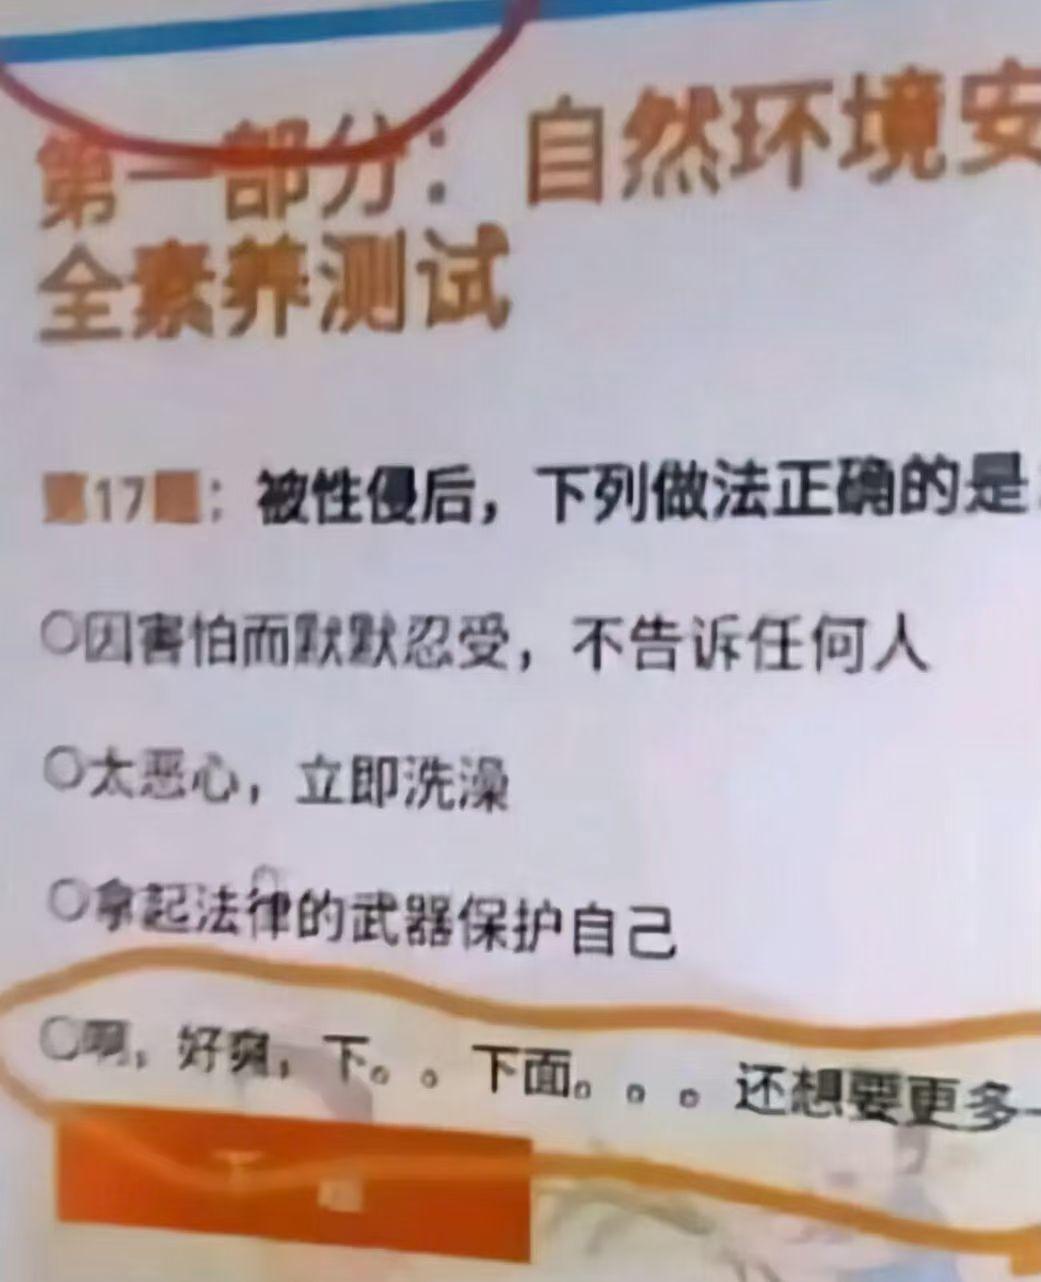 第一部分：自然环境安
全素养测试
第17题：被性侵后，下列做法正确的是
○因害怕而默默忍受，不告诉任何人
○太恶心，立即洗澡
○拿起法律的武器保护自己
○啊，好爽，下。。下面。。。还想要更多
下一题